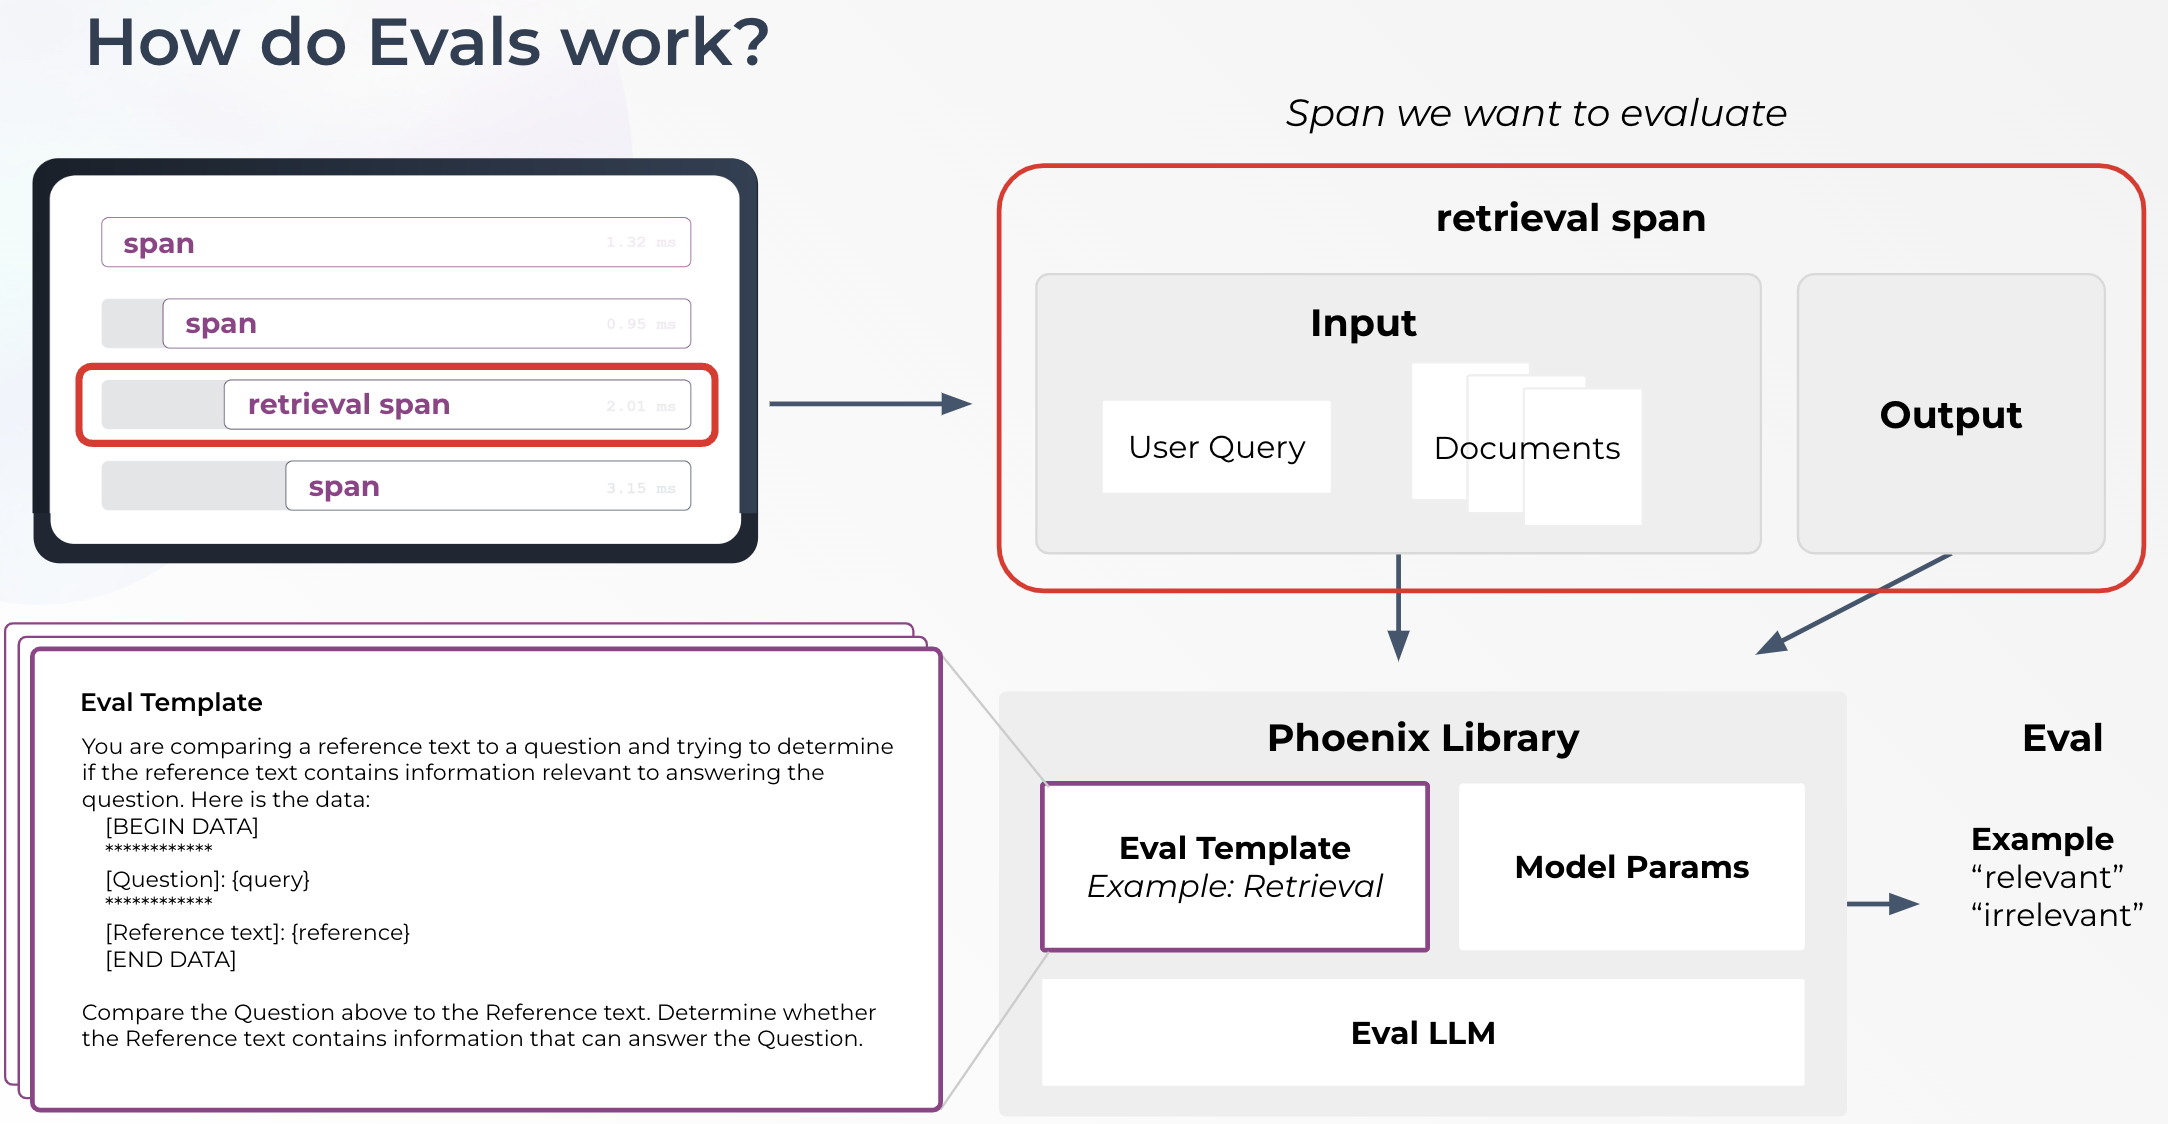 How do Evals work?
span
1.32 ms
span
0.95 ms
retrieval span
2.01 ms
span
3.15 ms
Span we want to evaluate
retrieval span
Input
User Query
Documents
Output
Eval Template
You are comparing a reference text to a question and trying to determine
if the reference text contains information relevant to answering the
question. Here is the data:
[BEGIN DATA]
************
[Question]: {query}
************
[Reference text]: {reference}
[END DATA]
Compare the Question above to the Reference text. Determine whether
the Reference text contains information that can answer the Question.
Phoenix Library
Eval Template
Example: Retrieval
Model Params
Eval LLM
Eval
Example
“relevant”
“irrelevant”